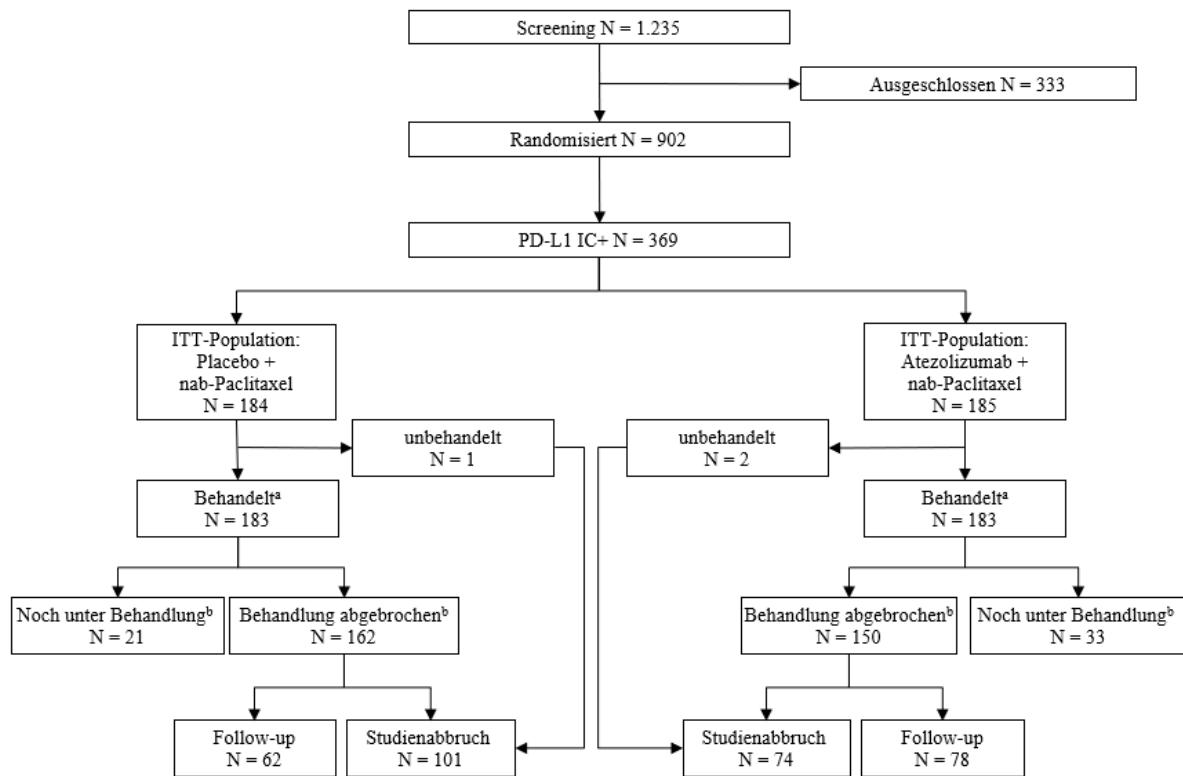 Screening N = 1.235
Ausgeschlossen N = 333
Randomisiert N = 902
PD-L1 IC+ N = 369
ITT-Population:
Placebo +
nab-Paclitaxel
N = 184
ITT-Population:
Atezolizumab +
nab-Paclitaxel
N = 185
unbehandelt
N = 1
unbehandelt
N = 2
Behandeltᵃ
N = 183
Behandeltᵃ
N = 183
Noch unter Behandlungᵇ
N = 21
Behandlung abgebrochenᵇ
N = 162
Behandlung abgebrochenᵇ
N = 150
Noch unter Behandlungᵇ
N = 33
Follow-up
N = 62
Studienabbruch
N = 101
Studienabbruch
N = 74
Follow-up
N = 78